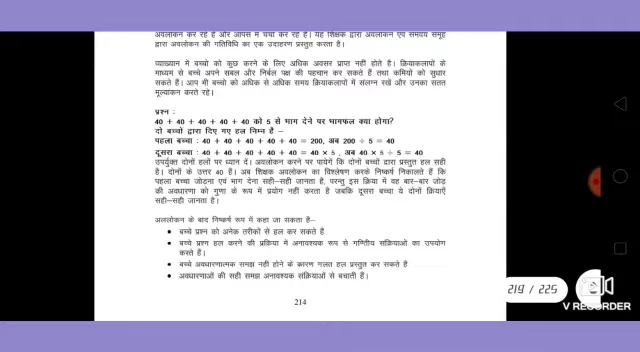 अवलोकन कर रहे हैं और आपस में चर्चा कर रहे हैं। यह शिक्षक द्वारा अवलोकन एवं समवय समूह
द्वारा अवलोकन की गतिविधि का एक उदाहरण प्रस्तुत करता है।
व्याख्यान में बच्चो को कुछ करने के लिए अधिक अवसर प्राप्त नहीं होते है। क्रियाकलापों के
माध्यम से बच्चे अपने सबल और निर्बल पक्ष की पहचान कर सकते हैं तथा कमियों को सुधार
सकते हैं। आप भी बच्चो को अधिक से अधिक समय क्रियाकलापों में संलग्न रखें और उनका सतत
मूल्यांकन करते रहे।
प्रश्न :
40 + 40 + 40 + 40 + 40 को 5 से भाग देने पर भागफल क्या होगा?
दो बच्चों द्वारा दिए गए हल निम्न है –
पहला बच्चा : 40 + 40 + 40 + 40 + 40 = 200, अब 200 ÷ 5 = 40
दूसरा बच्चा : 40 + 40 + 40 + 40 + 40 = 40 × 5 , अब 40 × 5 ÷ 5 = 40
उपर्युक्त दोनों हलों पर ध्यान दें। अवलोकन करने पर पायेगें कि दोनों बच्चों द्वारा प्रस्तुत हल सही
है। दोनों के उत्तर 40 हैं। अब शिक्षक अवलोकन का विश्लेषण करके निष्कर्ष निकालते हैं कि
पहला बच्चा जोड़ना एवं भाग देना सही-सही जानता है, परन्तु इस क्रिया में वह बार-बार जोड़
की अवधारणा को गुणा के रूप में प्रयोग नहीं करता है जबकि दूसरा बच्चा ये दोनों क्रियाएँ
सही-सही जानता है।
अललोकन के बाद निष्कर्ष रूप में कहा जा सकता है–
• बच्चे प्रश्न को अनेक तरीकों से हल कर सकते हैं
• बच्चे प्रश्न हल करने की प्रक्रिया में अनावश्यक रूप से गणितीय संक्रियाओं का उपयोग
करते हैं।
• बच्चे अवधारणात्मक समझ नही होने के कारण गलत हल प्रस्तुत कर सकते हैं
• अवधारणाओं की सही समझ अनावश्यक संक्रियाओं से बचाती हैं।
214
219 / 225
V RECORDER